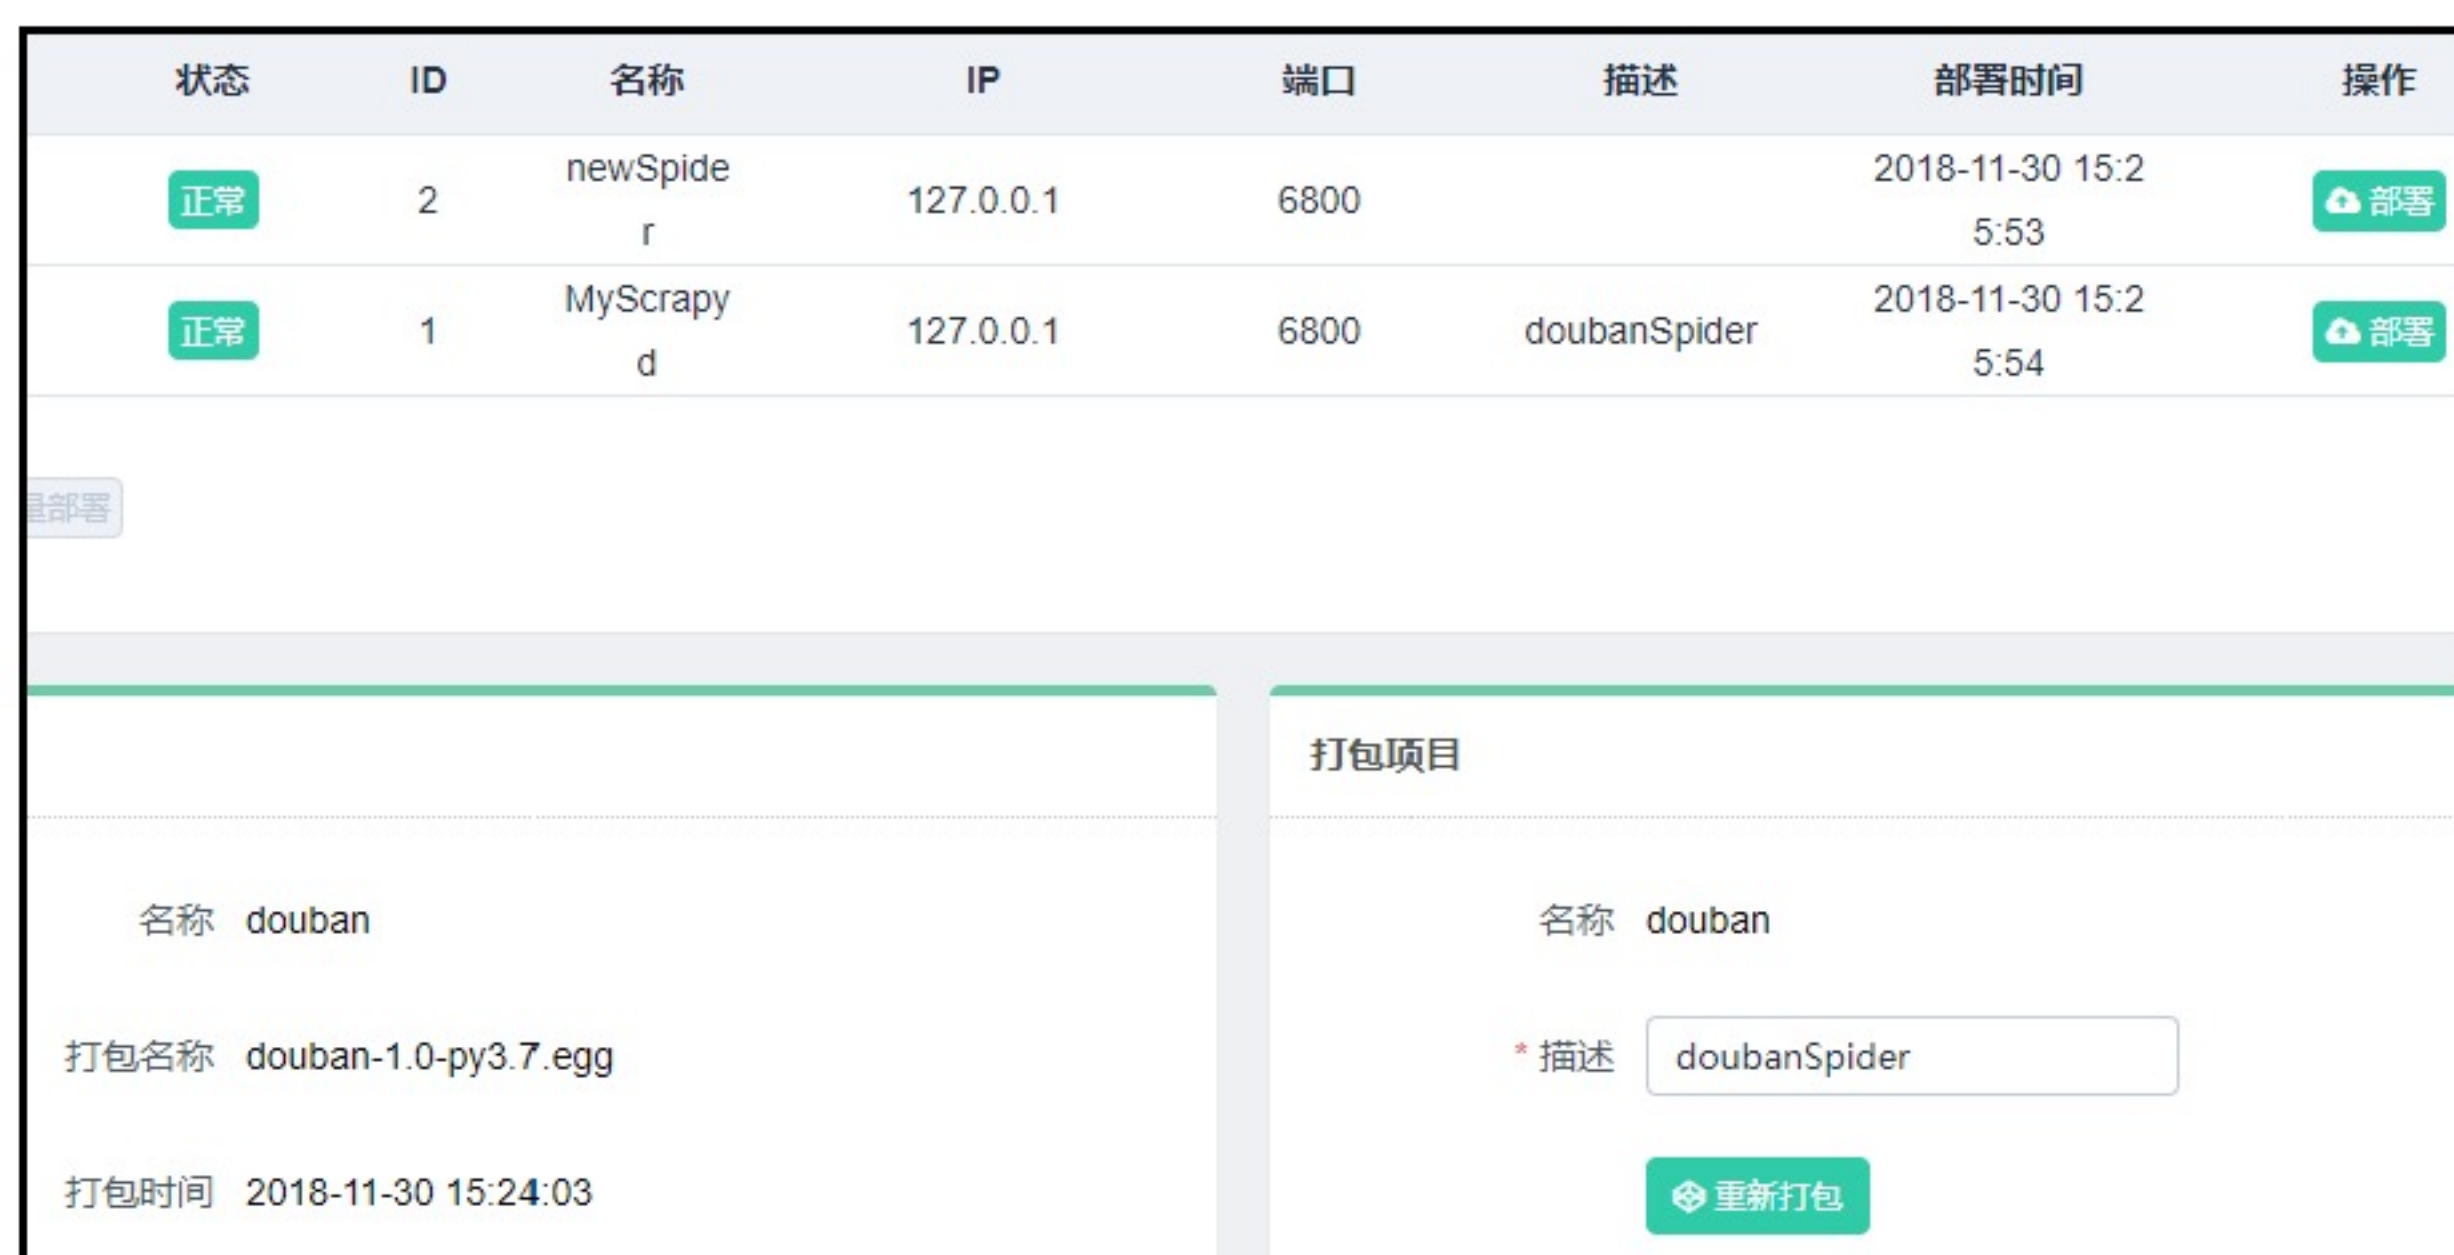 状态 ID 名称 IP 端口 描述 部署时间 操作
正常 2 newSpide
r 127.0.0.1 6800 2018-11-30 15:2
5:53 部署
正常 1 MyScrapy
d 127.0.0.1 6800 doubanSpider 2018-11-30 15:2
5:54 部署
量部署
打包项目
名称 douban
打包名称 douban-1.0-py3.7.egg
打包时间 2018-11-30 15:24:03
名称 douban
* 描述 doubanSpider
重新打包